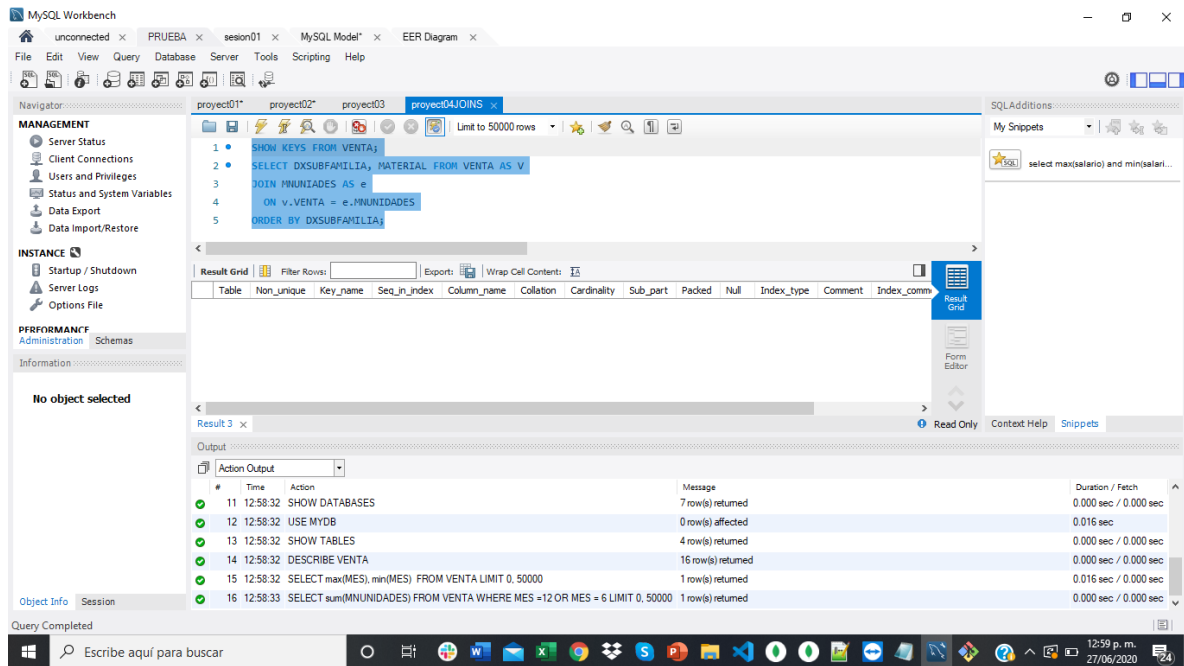 MySQL Workbench
unconnected × PRUEBA × sesion01 × MySQL Model* × EER Diagram ×
File Edit View Query Database Server Tools Scripting Help
Navigator
MANAGEMENT
Server Status
Client Connections
Users and Privileges
Status and System Variables
Data Export
Data Import/Restore
INSTANCE
Startup / Shutdown
Server Logs
Options File
PERFORMANCE
Administration Schemas
Information
No object selected
Object Info Session
proyect01* proyect02* proyect03 proyect04JOINS ×
Limit to 50000 rows
1 SHOW KEYS FROM VENTA;
2 SELECT DXSUBFAMILIA, MATERIAL FROM VENTA AS V
3 JOIN MNUNIADES AS e
4 ON v.VENTA = e.MNUNIDADES
5 ORDER BY DXSUBFAMILIA;
Result Grid Filter Rows: Export: Wrap Cell Content:
Table Non_unique Key_name Seq_in_index Column_name Collation Cardinality Sub_part Packed Null Index_type Comment Index_comm
Result Grid
Form Editor
Result 3 × Read Only
SQLAdditions
My Snippets
SQL select max(salario) and min(salari...
Context Help Snippets
Output
Action Output
# Time Action Message Duration / Fetch
11 12:58:32 SHOW DATABASES 7 row(s) returned 0.000 sec / 0.000 sec
12 12:58:32 USE MYDB 0 row(s) affected 0.016 sec
13 12:58:32 SHOW TABLES 4 row(s) returned 0.000 sec / 0.000 sec
14 12:58:32 DESCRIBE VENTA 16 row(s) returned 0.000 sec / 0.000 sec
15 12:58:32 SELECT max(MES), min(MES) FROM VENTA LIMIT 0, 50000 1 row(s) returned 0.016 sec / 0.000 sec
16 12:58:33 SELECT sum(MNUNIDADES) FROM VENTA WHERE MES =12 OR MES = 6 LIMIT 0, 50000 1 row(s) returned 0.000 sec / 0.000 sec
Query Completed
Escribe aquí para buscar
12:59 p. m.
27/06/2020
24